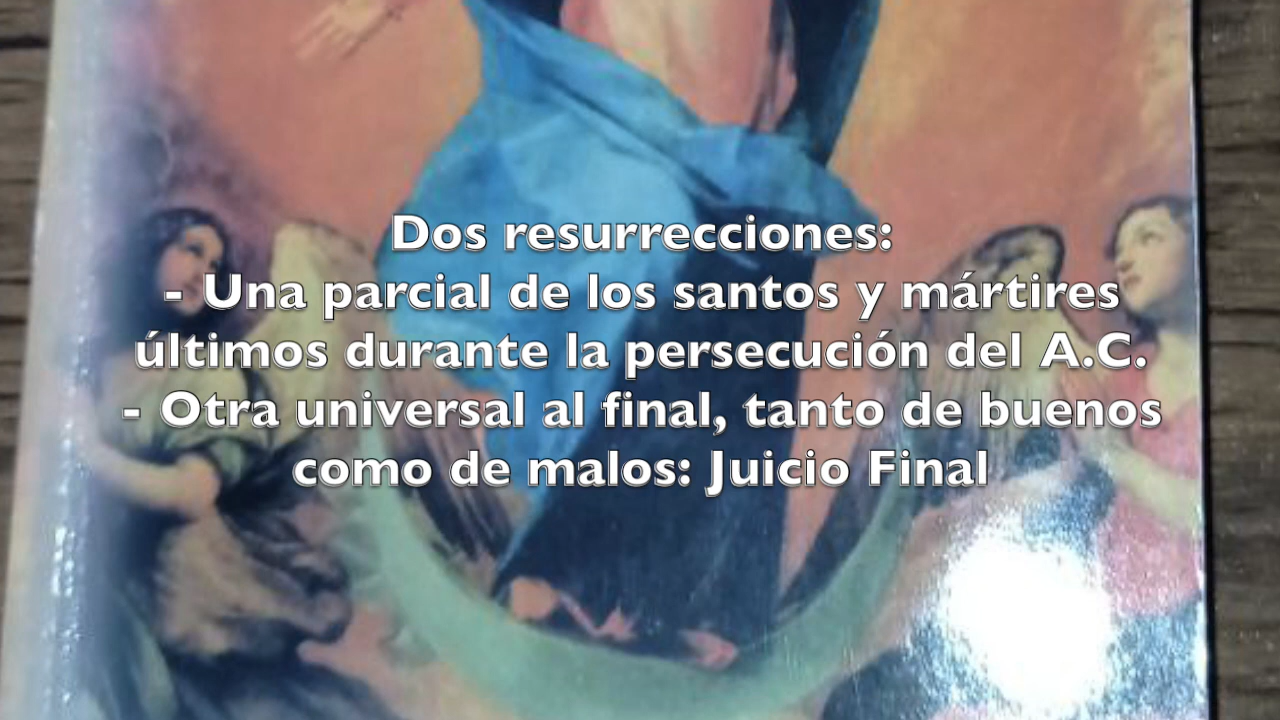 Dos resurrecciones:
- Una parcial de los santos y mártires
últimos durante la persecución del A.C.
- Otra universal al final, tanto de buenos
como de malos: Juicio Final